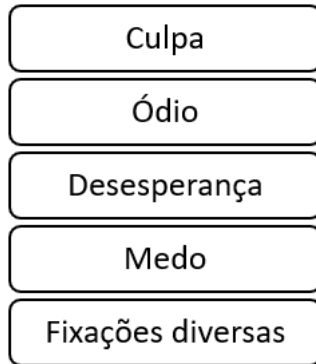 Culpa
Ódio
Desesperança
Medo
Fixações diversas